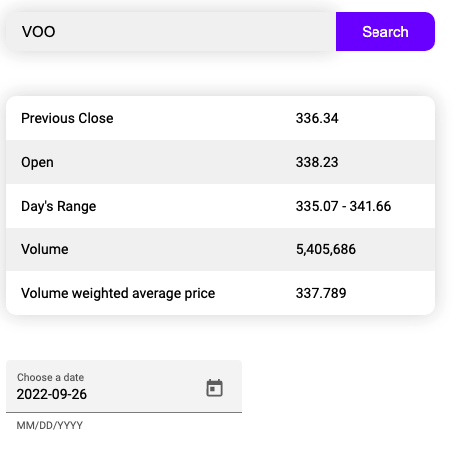 VOO Search
Previous Close 336.34
Open 338.23
Day's Range 335.07 - 341.66
Volume 5,405,686
Volume weighted average price 337.789
Choose a date
2022-09-26
MM/DD/YYYY